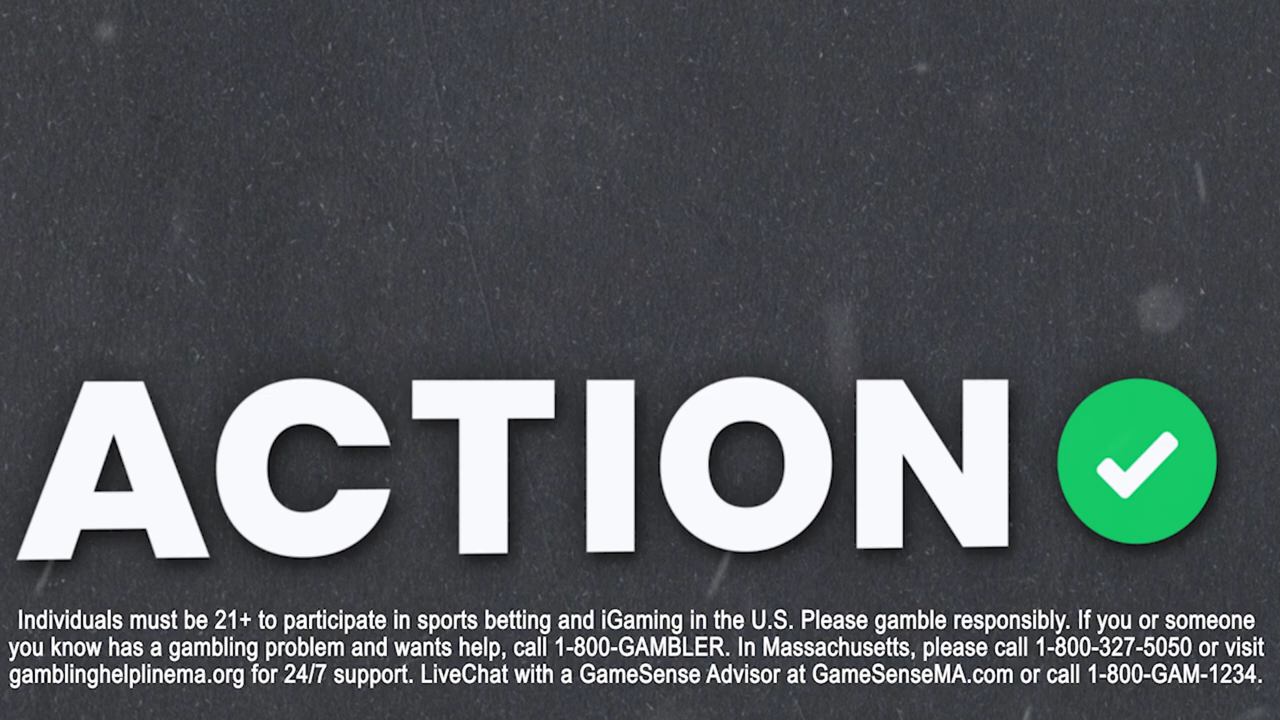 ACTION
Individuals must be 21+ to participate in sports betting and iGaming in the U.S. Please gamble responsibly. If you or someone
you know has a gambling problem and wants help, call 1-800-GAMBLER. In Massachusetts, please call 1-800-327-5050 or visit
gamblinghelplinema.org for 24/7 support. LiveChat with a GameSense Advisor at GameSenseMA.com or call 1-800-GAM-1234.